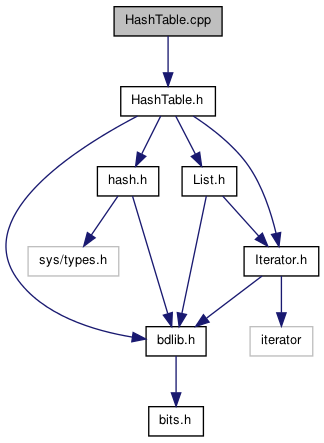 HashTable.cpp
HashTable.h
hash.h
List.h
sys/types.h
Iterator.h
bdlib.h
iterator
bits.h